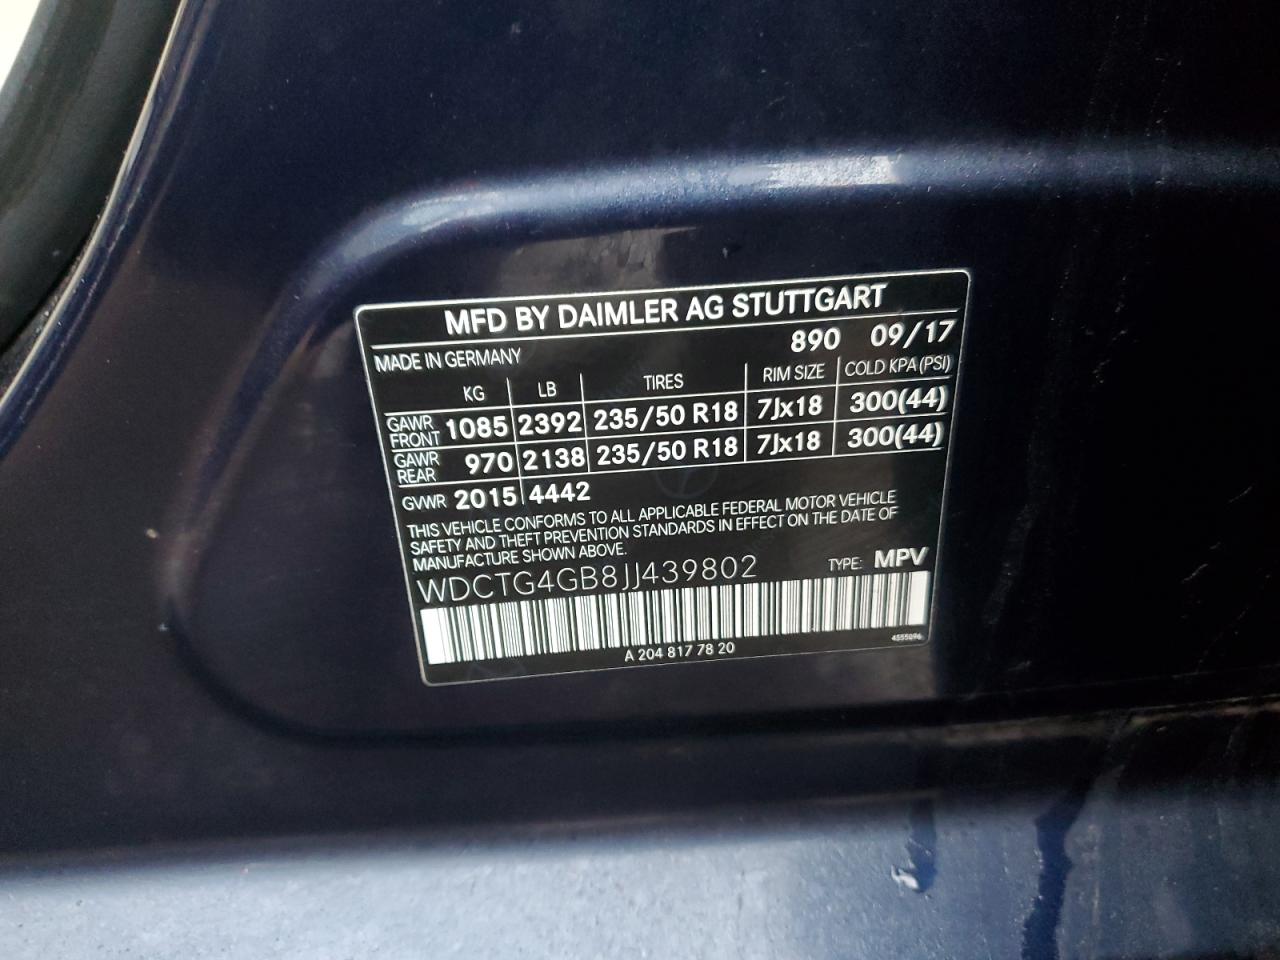 MFD BY DAIMLER AG STUTTGART
MADE IN GERMANY 890 09/17
KG LB TIRES RIM SIZE COLD KPA (PSI)
GAWR FRONT 1085 2392 235/50 R18 7Jx18 300(44)
GAWR REAR 970 2138 235/50 R18 7Jx18 300(44)
GVWR 2015 4442
THIS VEHICLE CONFORMS TO ALL APPLICABLE FEDERAL MOTOR VEHICLE
SAFETY AND THEFT PREVENTION STANDARDS IN EFFECT ON THE DATE OF
MANUFACTURE SHOWN ABOVE.
WDCTG4GB8JJ439802 TYPE: MPV
A 204 817 78 20 4555096